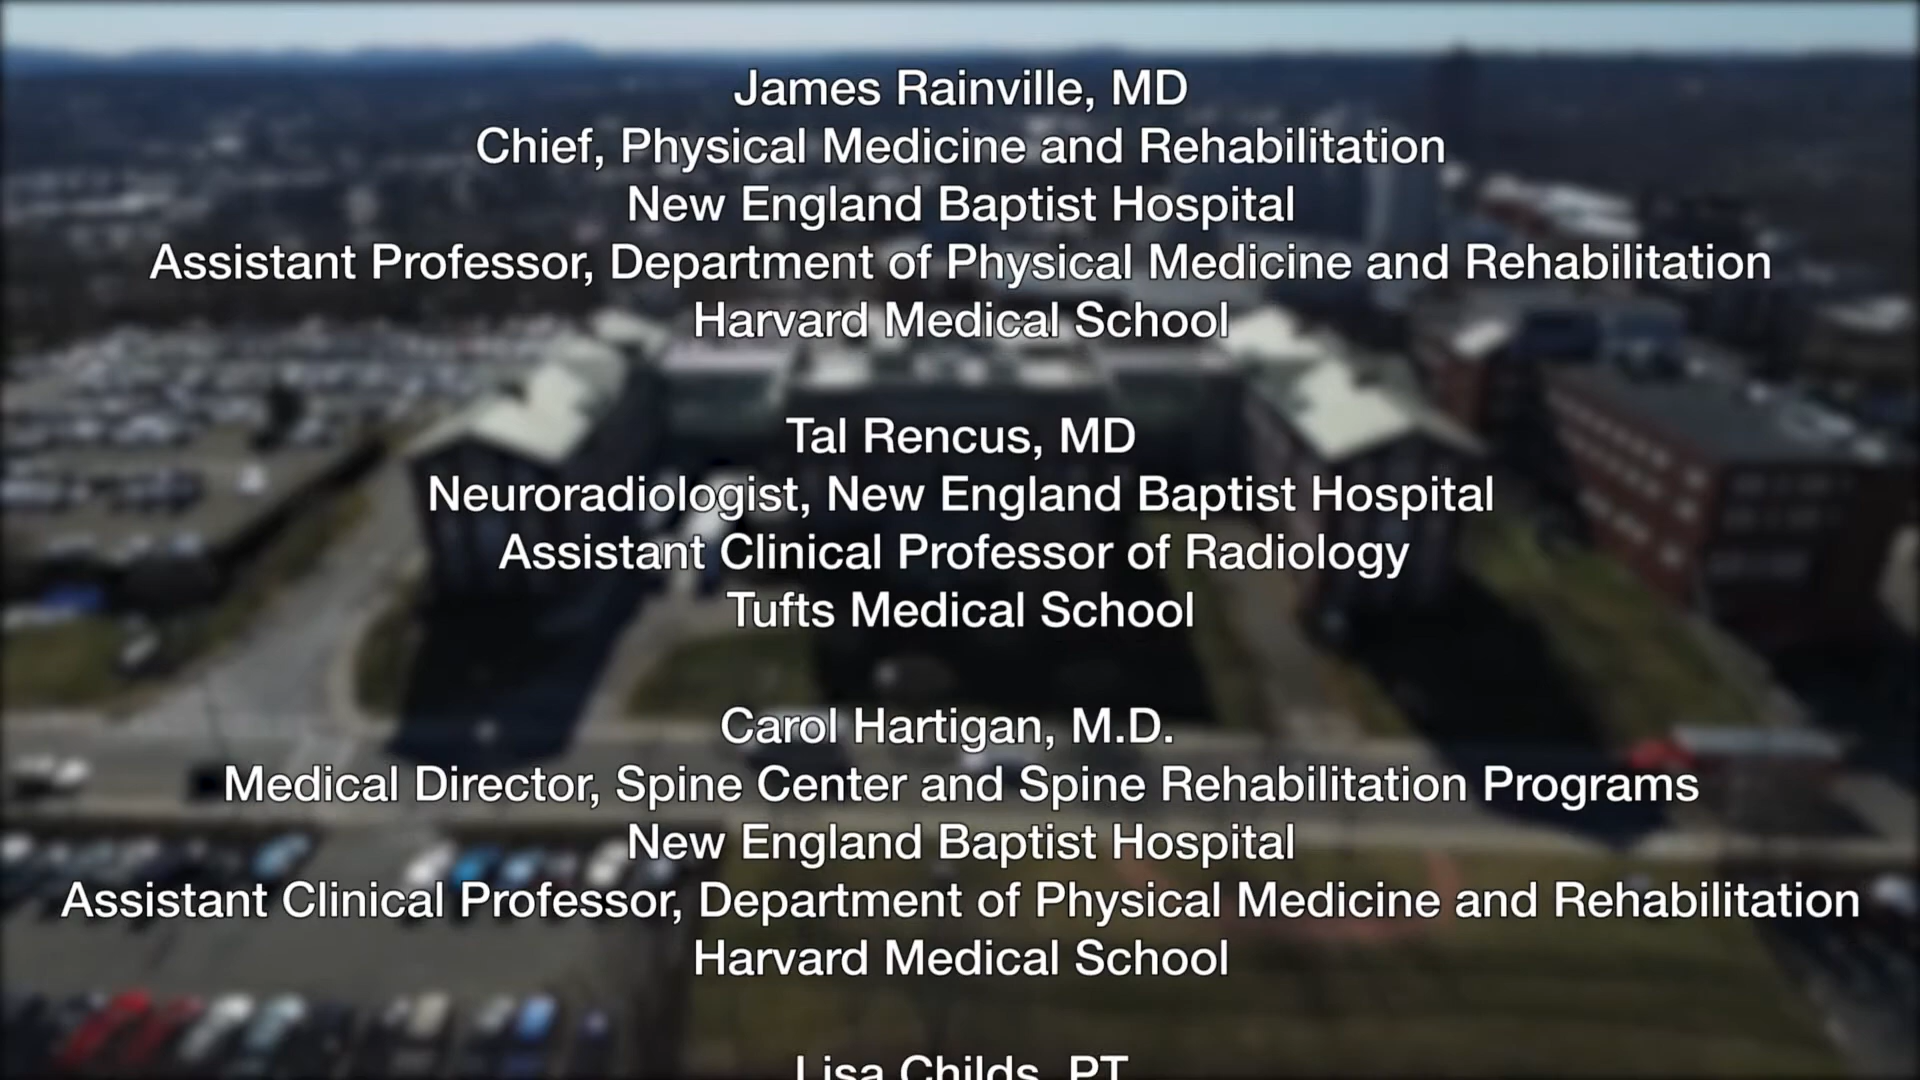 James Rainville, MD
Chief, Physical Medicine and Rehabilitation
New England Baptist Hospital
Assistant Professor, Department of Physical Medicine and Rehabilitation
Harvard Medical School
Tal Rencus, MD
Neuroradiologist, New England Baptist Hospital
Assistant Clinical Professor of Radiology
Tufts Medical School
Carol Hartigan, M.D.
Medical Director, Spine Center and Spine Rehabilitation Programs
New England Baptist Hospital
Assistant Clinical Professor, Department of Physical Medicine and Rehabilitation
Harvard Medical School
Lisa Childs, PT